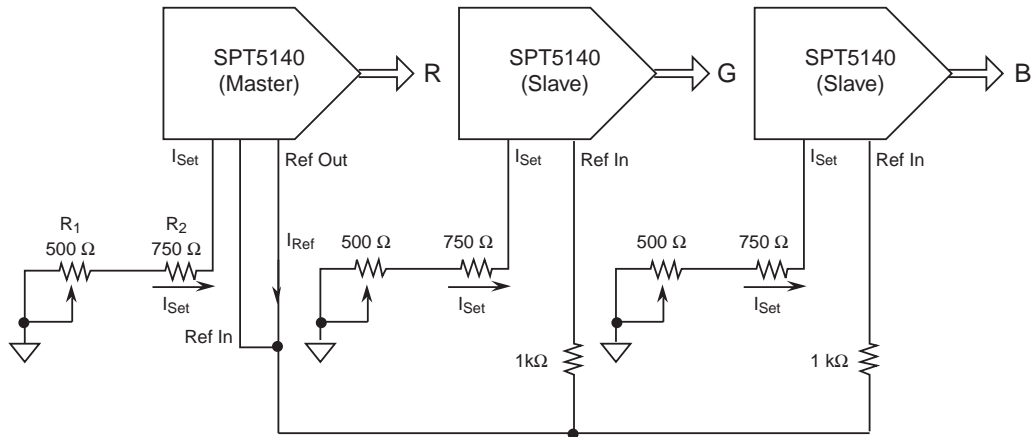 SPT5140
(Master)
R
SPT5140
(Slave)
G
SPT5140
(Slave)
B
ISet
Ref Out
ISet
Ref In
ISet
Ref In
R1
500 Ω
R2
750 Ω
IRef
500 Ω
750 Ω
500 Ω
750 Ω
ISet
ISet
ISet
Ref In
1kΩ
1 kΩ